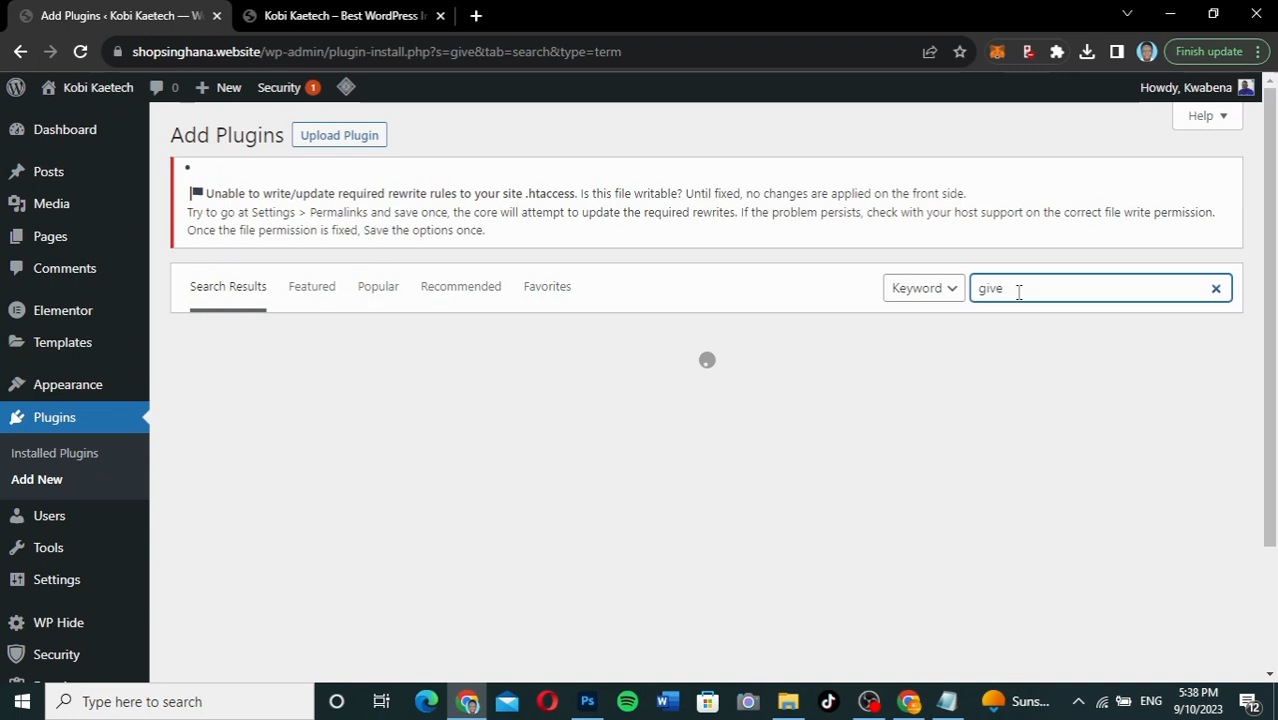 Add Plugins ‹ Kobi Kaetech — W
Kobi Kaetech – Best WordPress I
shopsinghana.website/wp-admin/plugin-install.php?s=give&tab=search&type=term
Finish update
Kobi Kaetech
0
New
Security 1
Howdy, Kwabena
Help
Dashboard
Posts
Media
Pages
Comments
Elementor
Templates
Appearance
Plugins
Installed Plugins
Add New
Users
Tools
Settings
WP Hide
Security
Add Plugins
Upload Plugin
Unable to write/update required rewrite rules to your site .htaccess. Is this file writable? Until fixed, no changes are applied on the front side.
Try to go at Settings > Permalinks and save once, the core will attempt to update the required rewrites. If the problem persists, check with your host support on the correct file write permission.
Once the file permission is fixed, Save the options once.
Search Results
Featured
Popular
Recommended
Favorites
Keyword
give
Type here to search
Suns...
ENG
5:38 PM
9/10/2023
12